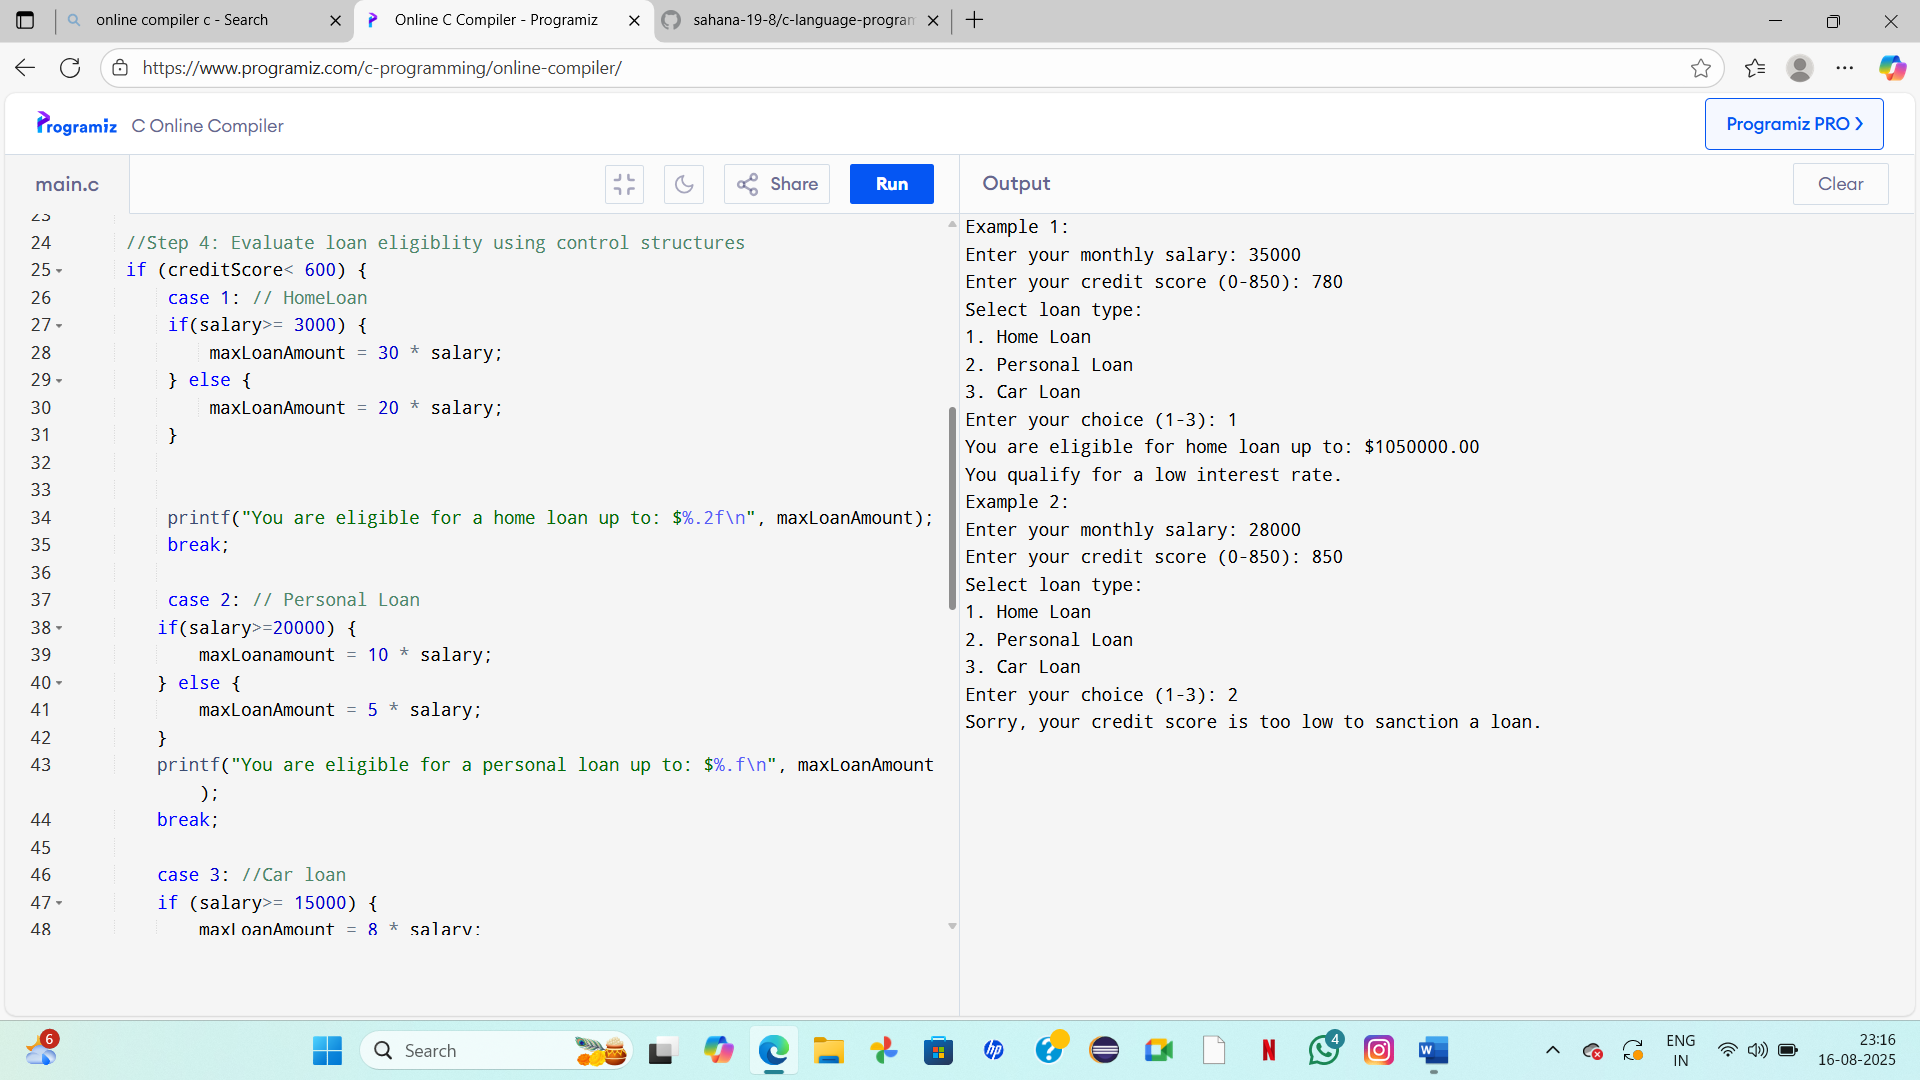 online compiler c - Search
Online C Compiler - Programiz
sahana-19-8/c-language-program
https://www.programiz.com/c-programming/online-compiler/
Programiz C Online Compiler
Programiz PRO
main.c
Share
Run
Output
Clear
23
24 //Step 4: Evaluate loan eligiblity using control structures
25 if (creditScore< 600) {
26 case 1: // HomeLoan
27 if(salary>= 3000) {
28 maxLoanAmount = 30 * salary;
29 } else {
30 maxLoanAmount = 20 * salary;
31 }
32
33
34 printf("You are eligible for a home loan up to: $%.2f\n", maxLoanAmount);
35 break;
36
37 case 2: // Personal Loan
38 if(salary>=20000) {
39 maxLoanamount = 10 * salary;
40 } else {
41 maxLoanAmount = 5 * salary;
42 }
43 printf("You are eligible for a personal loan up to: $%.f\n", maxLoanAmount
);
44 break;
45
46 case 3: //Car loan
47 if (salary>= 15000) {
48 maxLoanAmount = 8 * salary;
Example 1:
Enter your monthly salary: 35000
Enter your credit score (0-850): 780
Select loan type:
1. Home Loan
2. Personal Loan
3. Car Loan
Enter your choice (1-3): 1
You are eligible for home loan up to: $1050000.00
You qualify for a low interest rate.
Example 2:
Enter your monthly salary: 28000
Enter your credit score (0-850): 850
Select loan type:
1. Home Loan
2. Personal Loan
3. Car Loan
Enter your choice (1-3): 2
Sorry, your credit score is too low to sanction a loan.
6
Search
hp
N
4
W
ENG
IN
23:16
16-08-2025